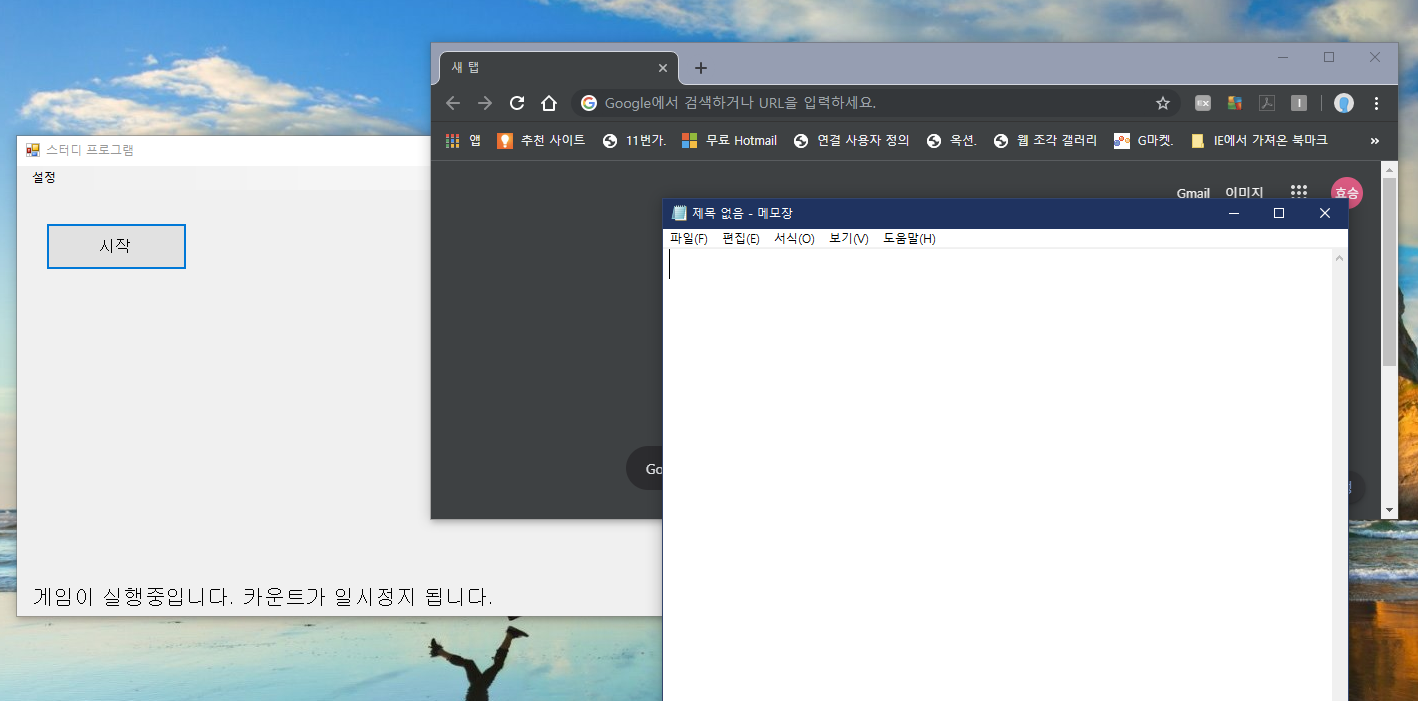 새 탭
Google에서 검색하거나 URL을 입력하세요.
앱 추천 사이트 11번가. 무료 Hotmail 연결 사용자 정의 옥션. 웹 조각 갤러리 G마켓. IE에서 가져온 북마크 »
Gmail 이미지 효승
스터디 프로그램
설정
시작
제목 없음 - 메모장
파일(F) 편집(E) 서식(O) 보기(V) 도움말(H)
Go
게임이 실행중입니다. 카운트가 일시정지 됩니다.